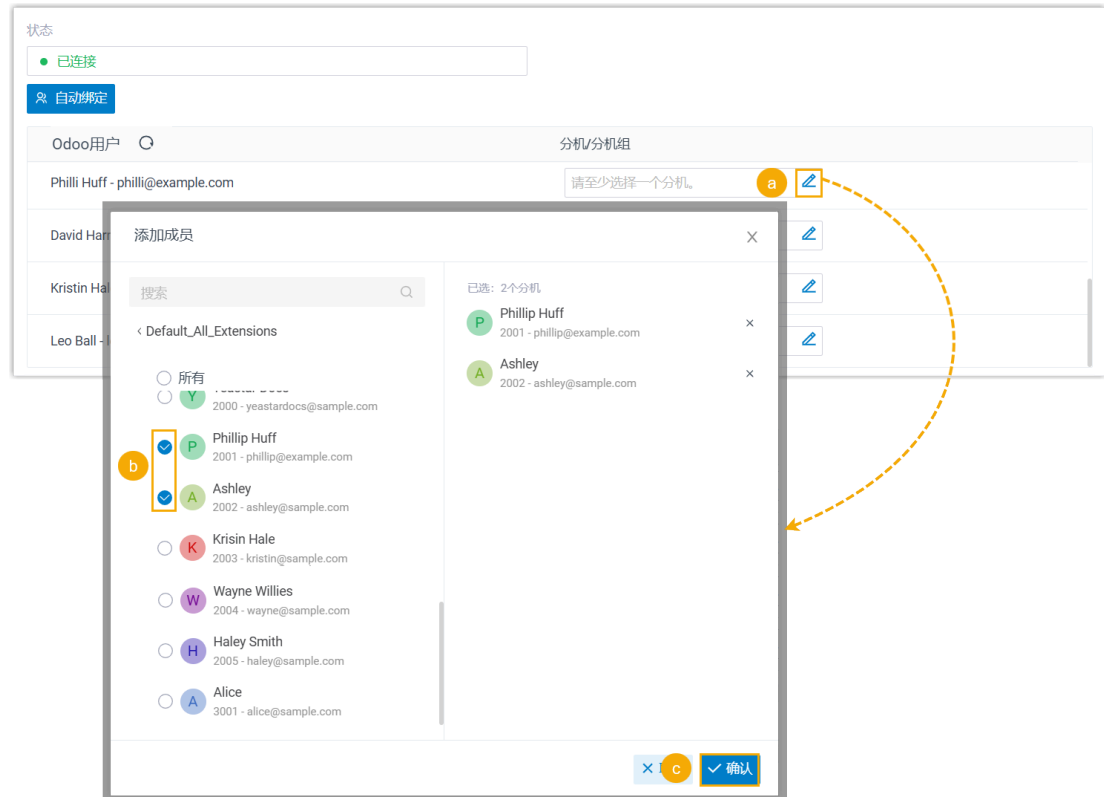 状态
已连接
自动绑定
Odoo用户 分机/分机组
Philli Huff - philli@example.com 请至少选择一个分机。 a
David
Kristin
Leo Ball -
添加成员
搜索
已选：2个分机
Phillip Huff
2001 - phillip@example.com
Ashley
2002 - ashley@sample.com
‹ Default_All_Extensions
所有
Y
2000 - yeastardocs@sample.com
b
P Phillip Huff
2001 - phillip@example.com
A Ashley
2002 - ashley@sample.com
K Krisin Hale
2003 - kristin@sample.com
W Wayne Willies
2004 - wayne@sample.com
H Haley Smith
2005 - haley@sample.com
A Alice
3001 - alice@sample.com
P
A
c 确认